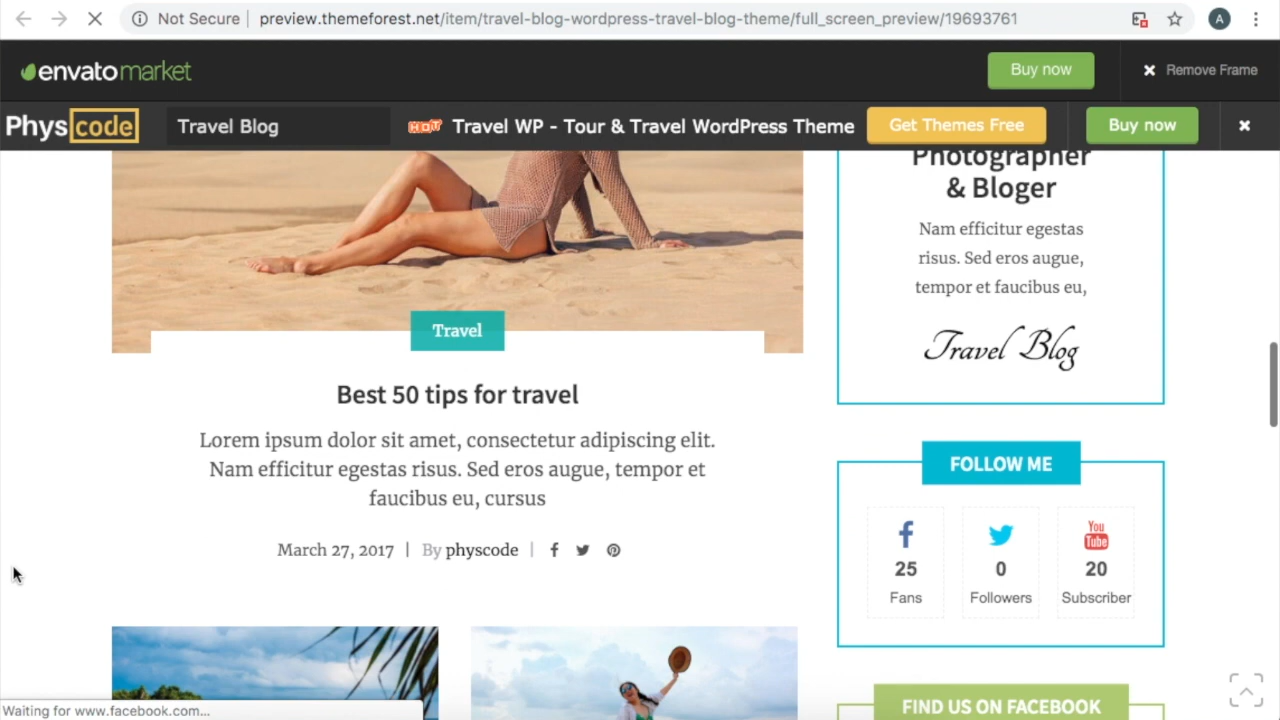 Not Secure
preview.themeforest.net/item/travel-blog-wordpress-travel-blog-theme/full_screen_preview/19693761
A
envatomarket
Buy now
Remove Frame
Physcode
Travel Blog
HOT
Travel WP - Tour & Travel WordPress Theme
Get Themes Free
Buy now
Travel
Best 50 tips for travel
Lorem ipsum dolor sit amet, consectetur adipiscing elit.
Nam efficitur egestas risus. Sed eros augue, tempor et
faucibus eu, cursus
March 27, 2017 | By physcode |
Photographer
& Bloger
Nam efficitur egestas
risus. Sed eros augue,
tempor et faucibus eu,
Travel Blog
FOLLOW ME
You Tube
25 0 20
Fans Followers Subscriber
FIND US ON FACEBOOK
Waiting for www.facebook.com...